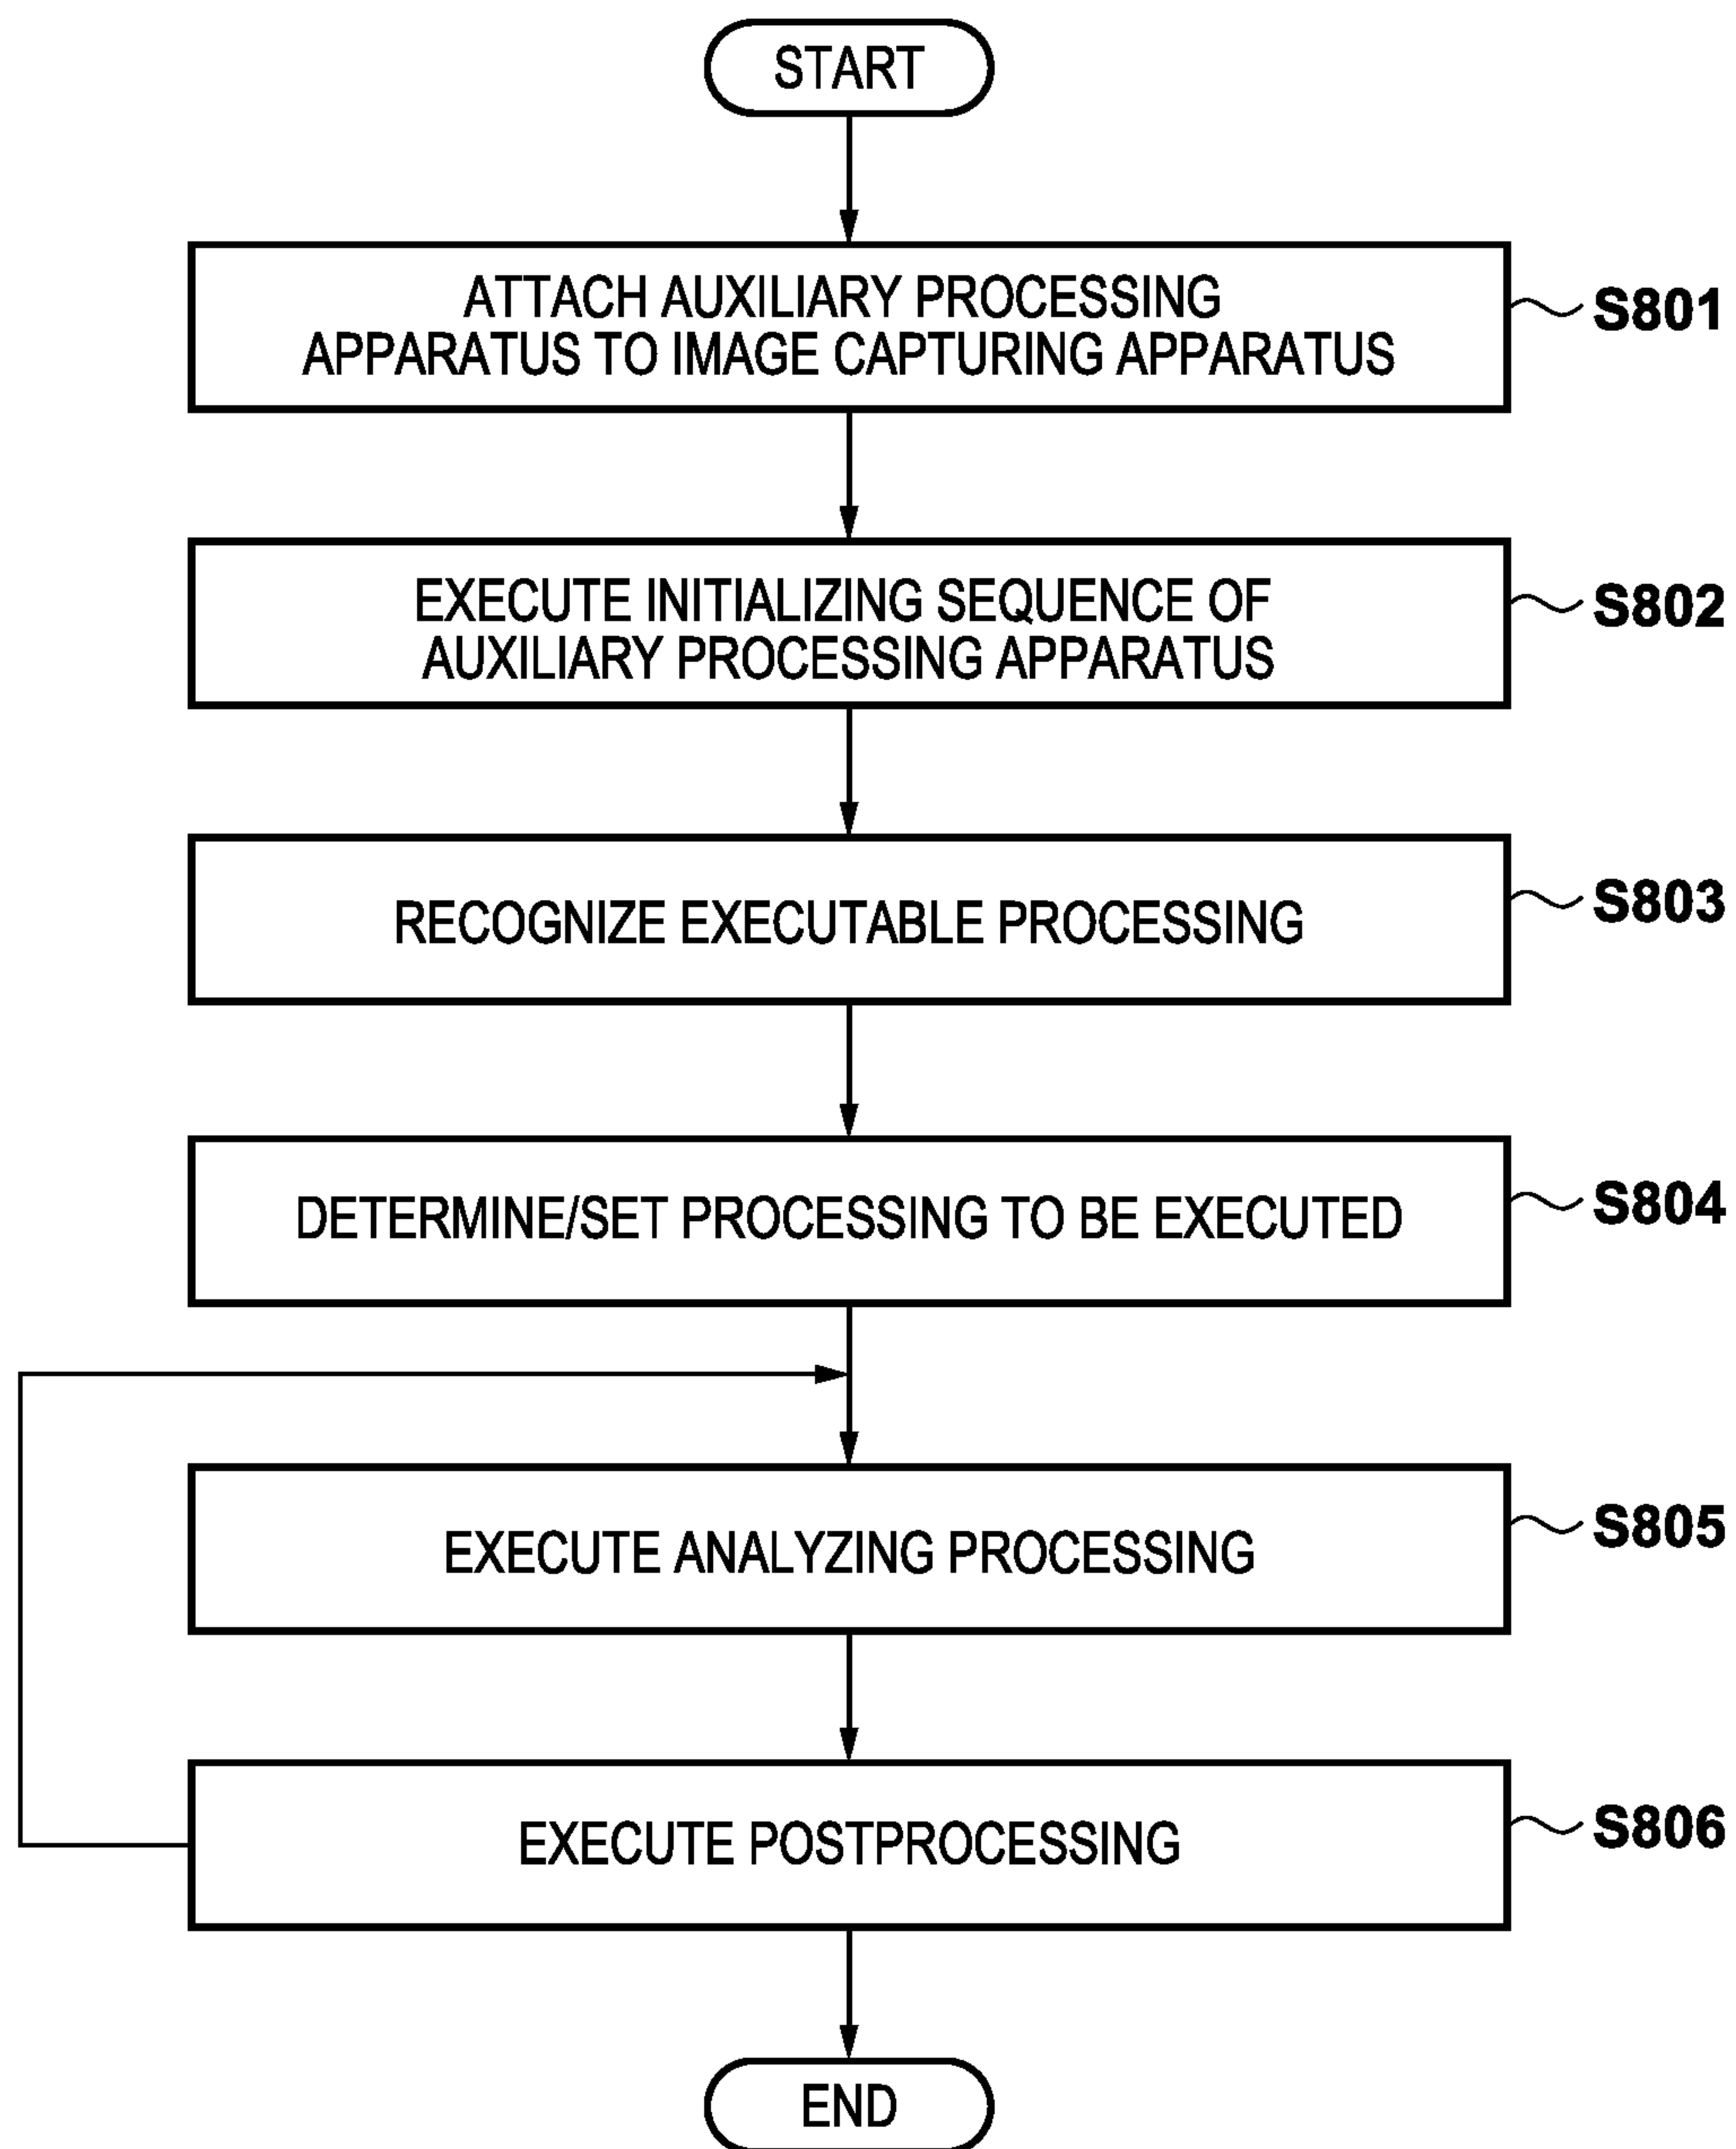 START
ATTACH AUXILIARY PROCESSING
APPARATUS TO IMAGE CAPTURING APPARATUS
S801
EXECUTE INITIALIZING SEQUENCE OF
AUXILIARY PROCESSING APPARATUS
S802
RECOGNIZE EXECUTABLE PROCESSING
S803
DETERMINE/SET PROCESSING TO BE EXECUTED
S804
EXECUTE ANALYZING PROCESSING
S805
EXECUTE POSTPROCESSING
S806
END